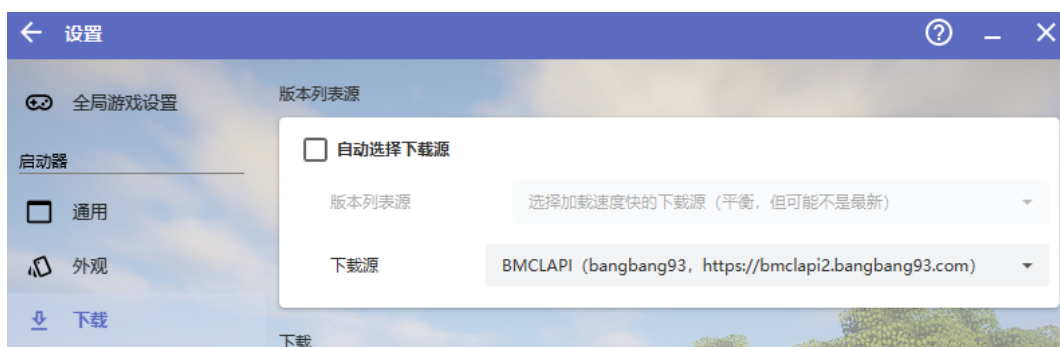 设置
全局游戏设置
启动器
通用
外观
下载
版本列表源
自动选择下载源
版本列表源
选择加载速度快的下载源（平衡，但可能不是最新）
下载源
BMCLAPI（bangbang93，https://bmclapi2.bangbang93.com）
下载